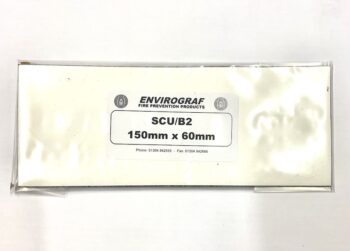 ENVIROGRAF
FIRE PREVENTION PRODUCTS
SCU/B2
150mm x 60mm